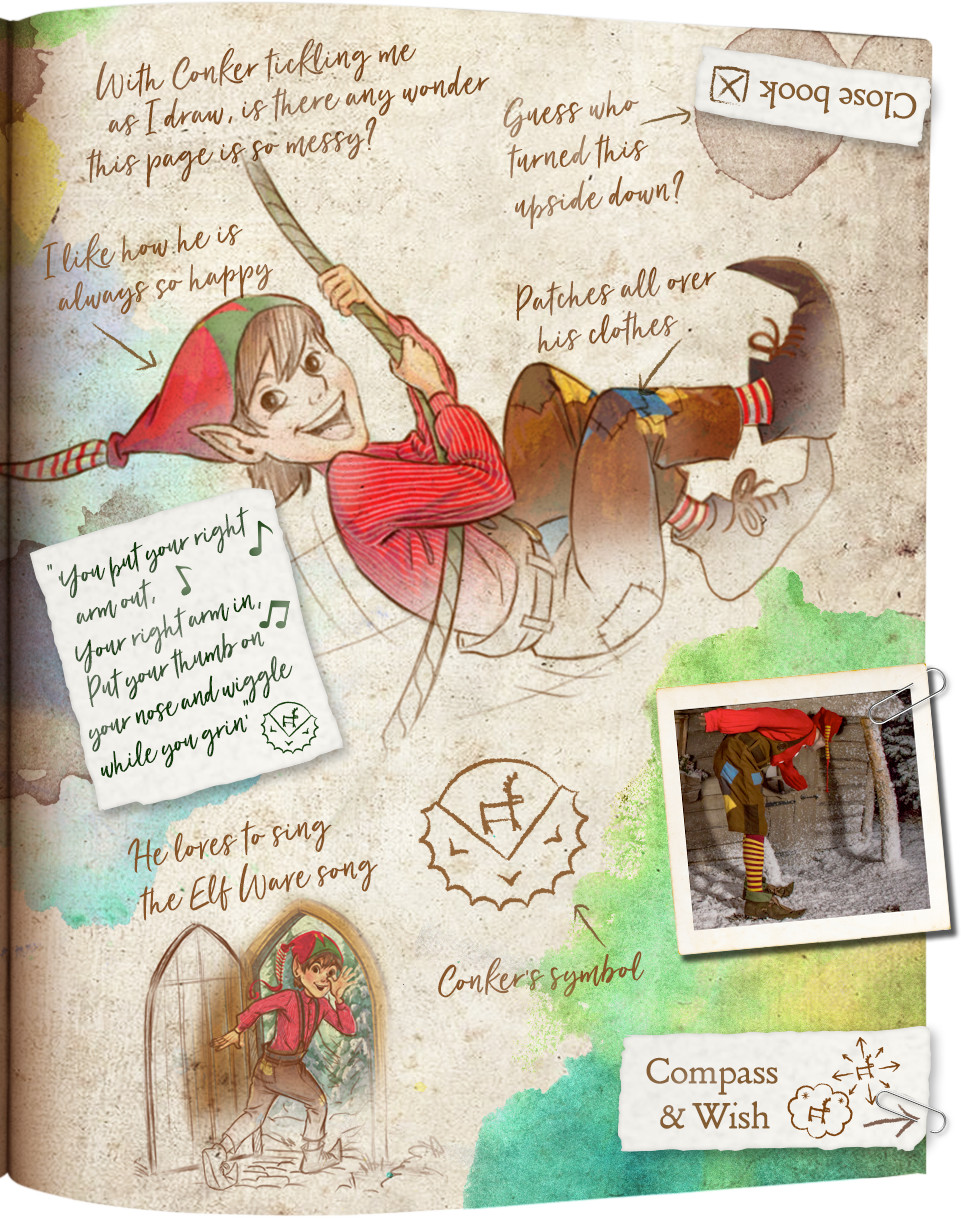 With Conker tickling me
as I draw, is there any wonder
this page is so messy?
Guess who
turned this
upside down?
Close book
I like how he is
always so happy
Patches all over
his clothes
"You put your right
arm out,
Your right arm in,
Put your thumb on
your nose and wiggle
while you grin"
He loves to sing
the Elf Ware song
Conker's symbol
Compass
& Wish